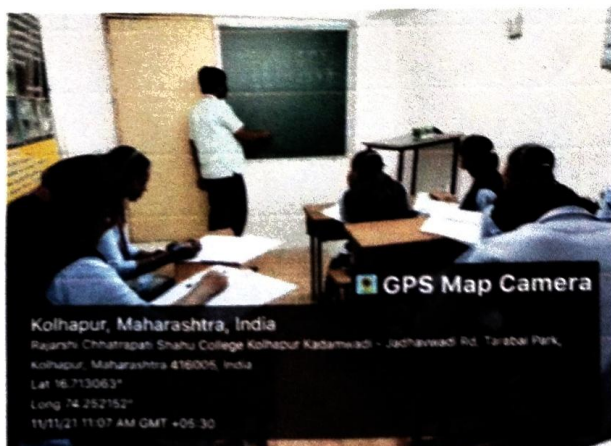 GPS Map Camera
Kolhapur, Maharashtra, India
Rajarshi Chhatrapati Shahu College Kolhapur Kadamwadi - Jadhavwadi Rd, Tarabai Park,
Kolhapur, Maharashtra 416005, India
Lat 16.713063°
Long 74.252152°
11/11/21 11:07 AM GMT +05:30